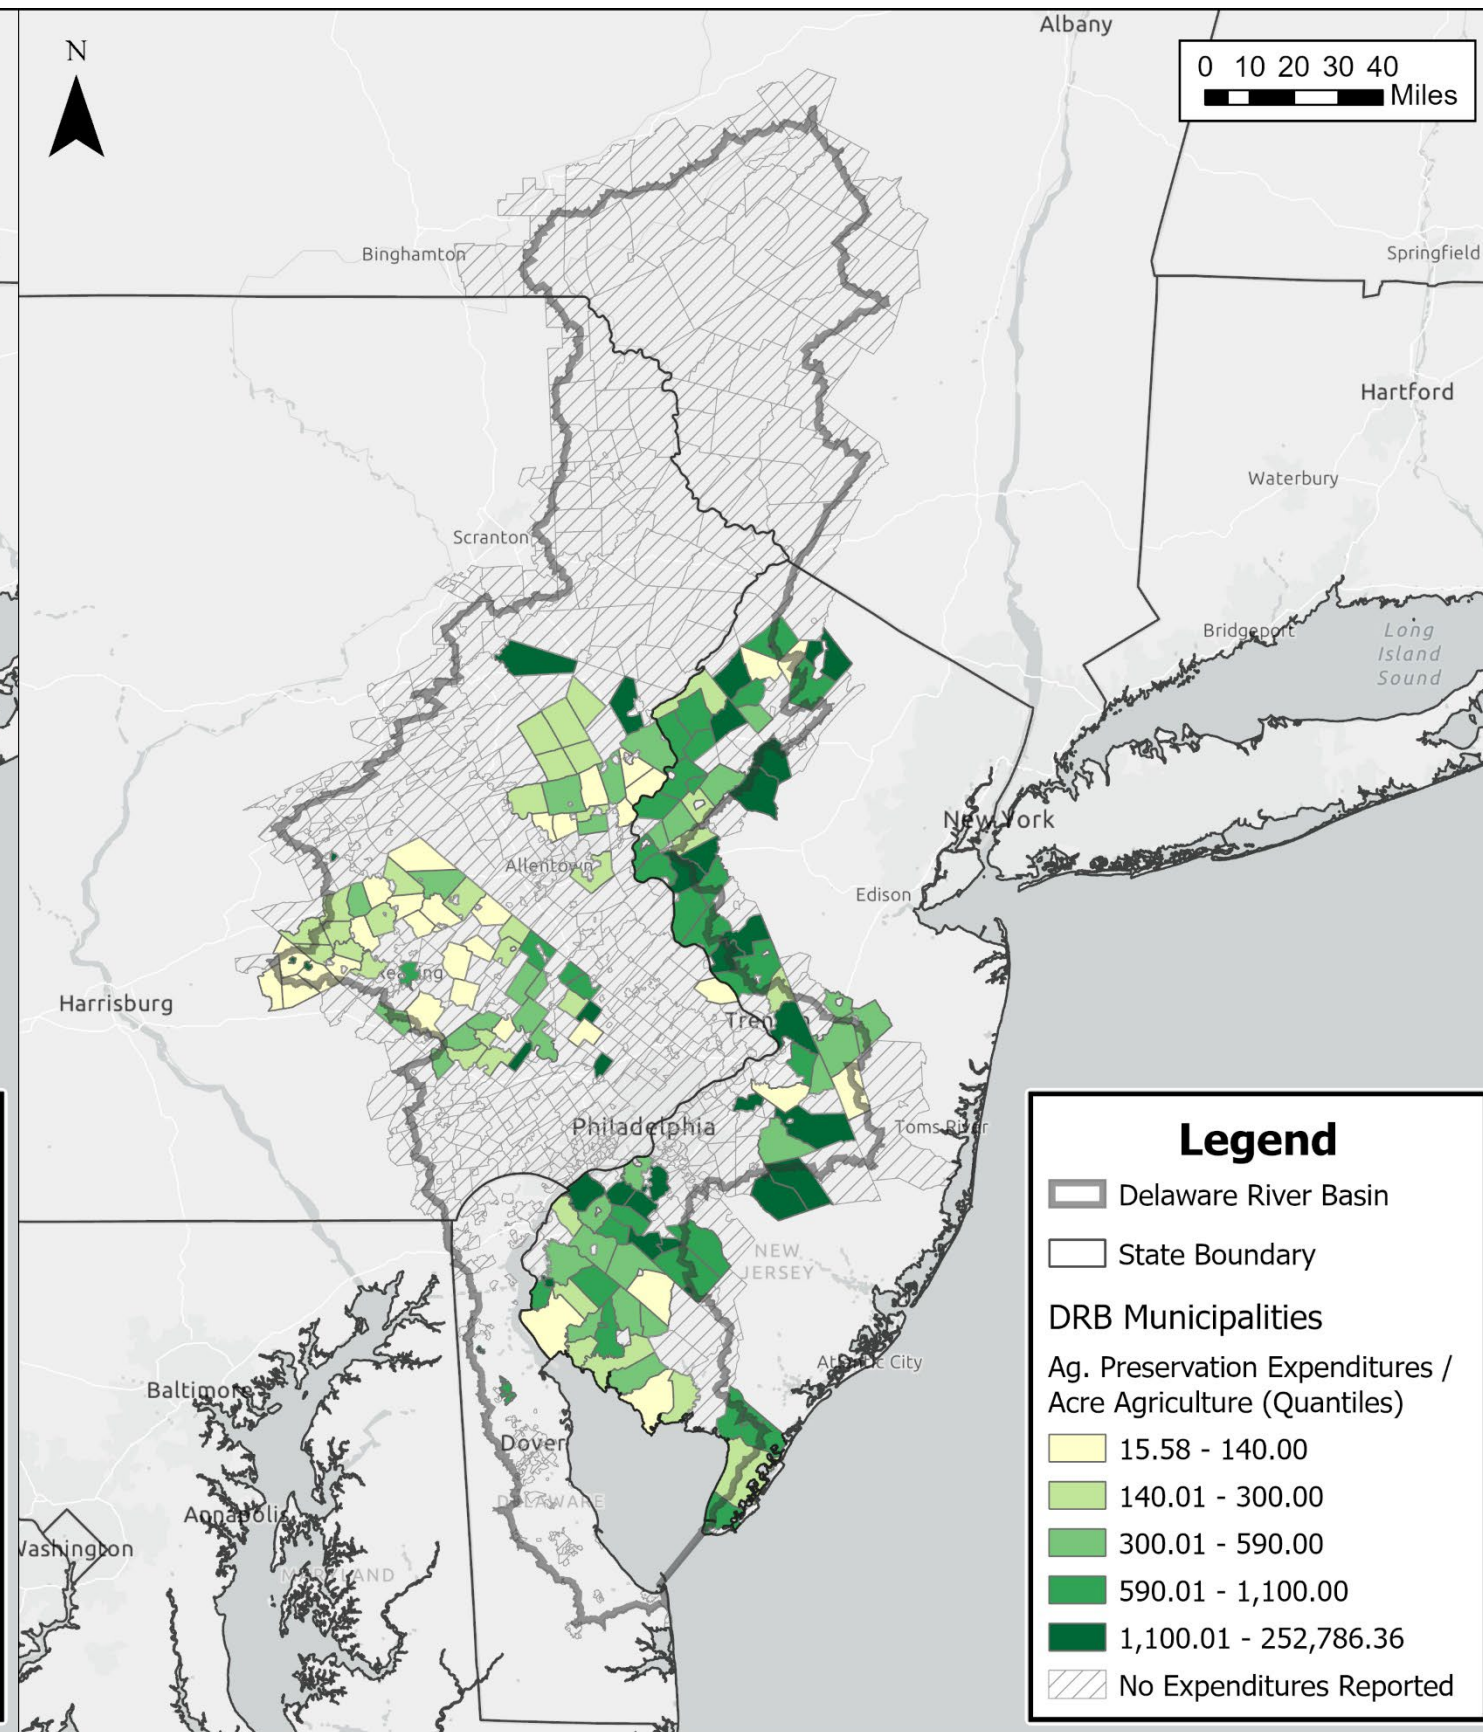 Albany
N
0 10 20 30 40
Miles
Binghamton
Springfield
Hartford
Waterbury
Scranton
Bridgeport
Long
Island
Sound
New York
Allentown
Edison
Reading
Harrisburg
Trenton
Philadelphia
Toms River
NEW
JERSEY
Atlantic City
Baltimore
Dover
DELAWARE
Annapolis
Washington
MARYLAND
Legend
Delaware River Basin
State Boundary
DRB Municipalities
Ag. Preservation Expenditures /
Acre Agriculture (Quantiles)
15.58 - 140.00
140.01 - 300.00
300.01 - 590.00
590.01 - 1,100.00
1,100.01 - 252,786.36
No Expenditures Reported